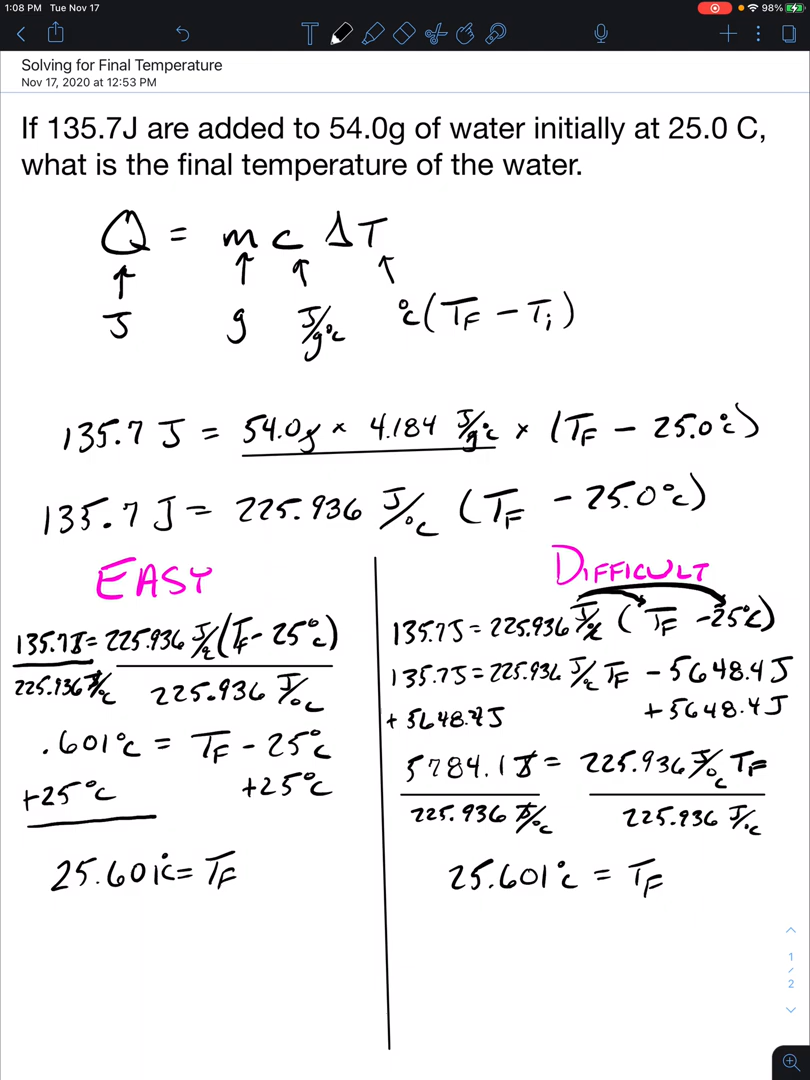 1:08 PM Tue Nov 17
98%
Solving for Final Temperature
Nov 17, 2020 at 12:53 PM
If 135.7J are added to 54.0g of water initially at 25.0 C,
what is the final temperature of the water.
Q = m c ΔT
↑ ↑ ↑ ↑
J g J/g°C °C(TF - Ti)
135.7 J = 54.0g × 4.184 J/g°C × (TF - 25.0°C)
135.7 J = 225.936 J/°C (TF - 25.0°C)
EASY
135.7J = 225.936 J/°C (TF - 25°C)
225.936 J/°C 225.936 J/°C
.601°C = TF - 25°C
+25°C +25°C
25.601°C = TF
DIFFICULT
135.7J = 225.936 J/°C (TF - 25°C)
135.7J = 225.936 J/°C TF - 5648.4J
+5648.4J +5648.4J
5784.1J = 225.936 J/°C TF
225.936 J/°C 225.936 J/°C
25.601°C = TF
1
/
2